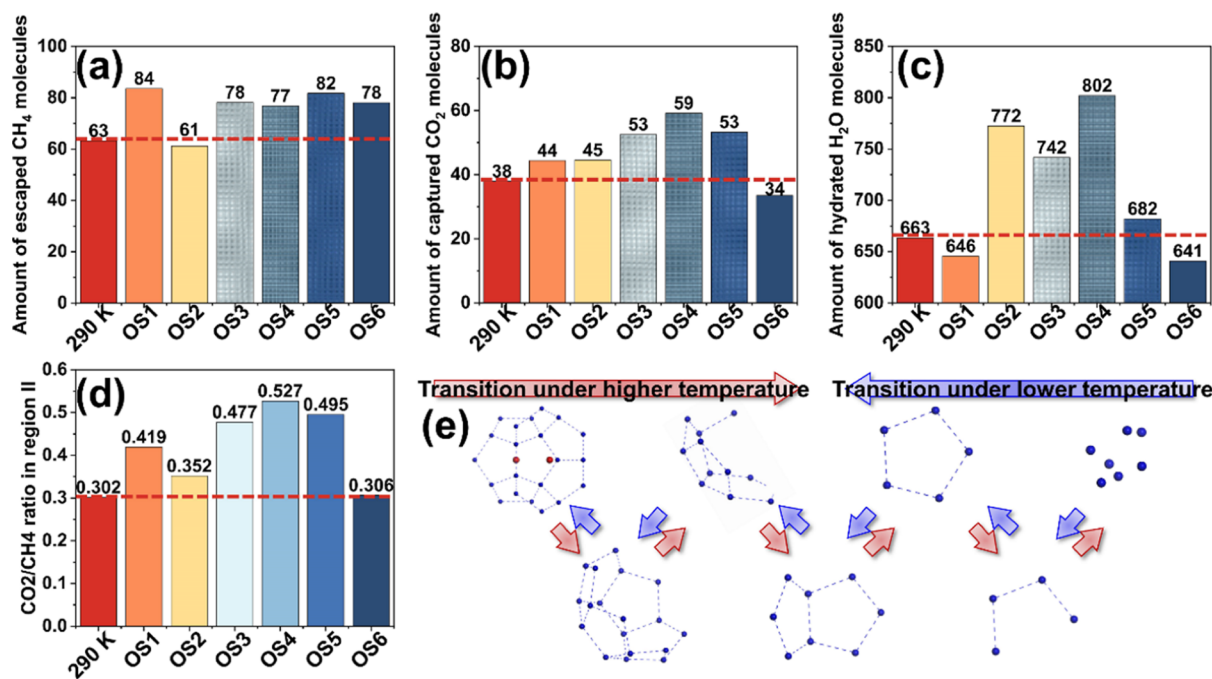 (a)
Amount of escaped CH₄ molecules
100
80
60
40
20
0
63
84
61
78
77
82
78
290 K
OS1
OS2
OS3
OS4
OS5
OS6
(b)
Amount of captured CO₂ molecules
80
60
40
20
0
38
44
45
53
59
53
34
290 K
OS1
OS2
OS3
OS4
OS5
OS6
(c)
Amount of hydrated H₂O molecules
850
800
750
700
650
600
663
646
772
742
802
682
641
290 K
OS1
OS2
OS3
OS4
OS5
OS6
(d)
CO2/CH4 ratio in region II
0.6
0.5
0.4
0.3
0.2
0.1
0.0
0.302
0.419
0.352
0.477
0.527
0.495
0.306
290 K
OS1
OS2
OS3
OS4
OS5
OS6
Transition under higher temperature
Transition under lower temperature
(e)